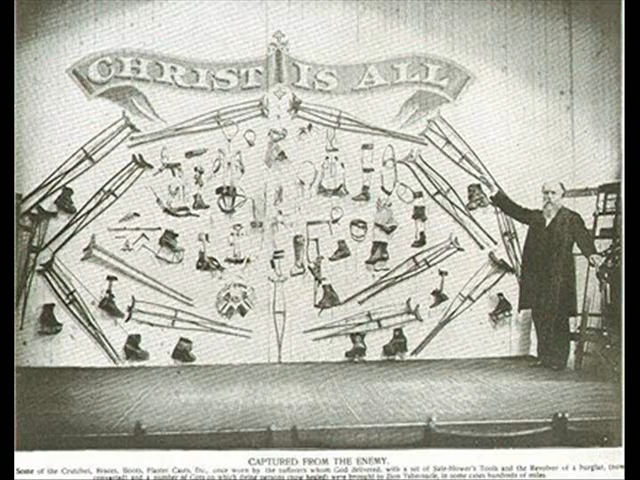 CHRIST IS ALL
CAPTURED FROM THE ENEMY.
Some of the Crutches, Braces, Boots, Plaster Casts, Etc., once worn by the sufferers whom God delivered, with a set of Safe-Blower's Tools and the Revolver of a burglar, (now
converted) and a number of Cots on which dying persons (now healed) were brought to Zion Tabernacle, in some cases hundreds of miles.